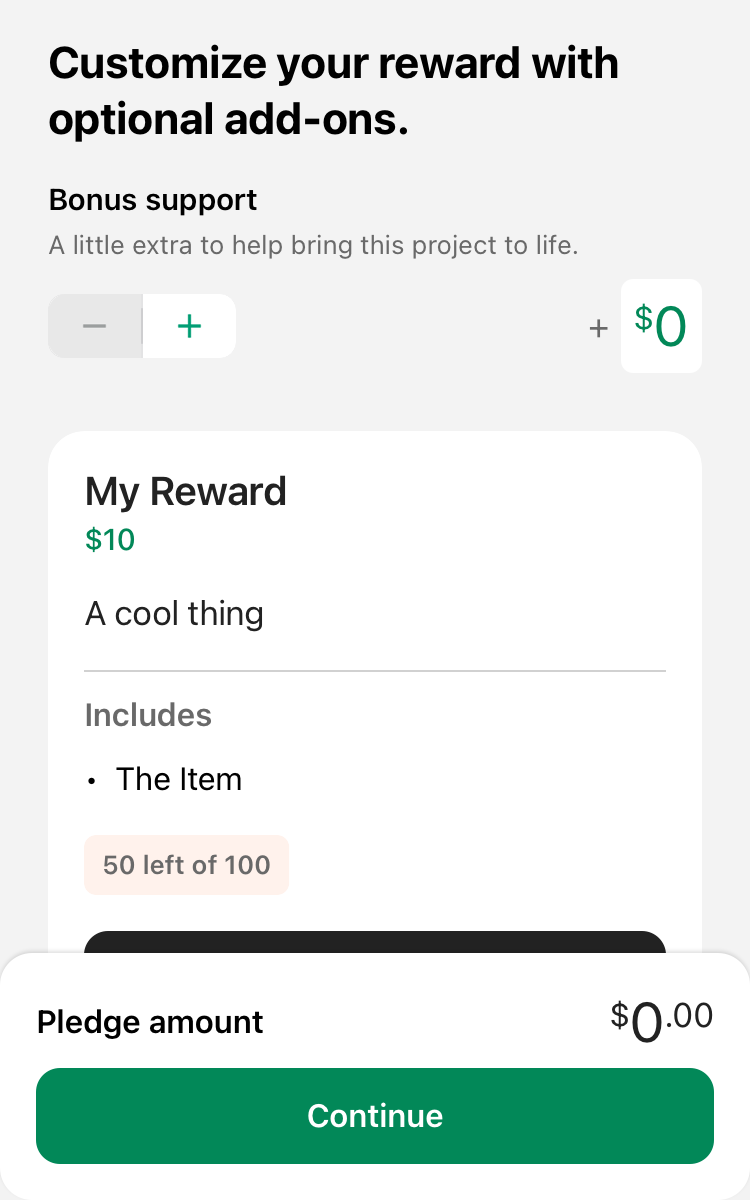 Customize your reward with
optional add-ons.
Bonus support
A little extra to help bring this project to life.
− +
+ $0
My Reward
$10
A cool thing
Includes
• The Item
50 left of 100
Pledge amount $0.00
Continue